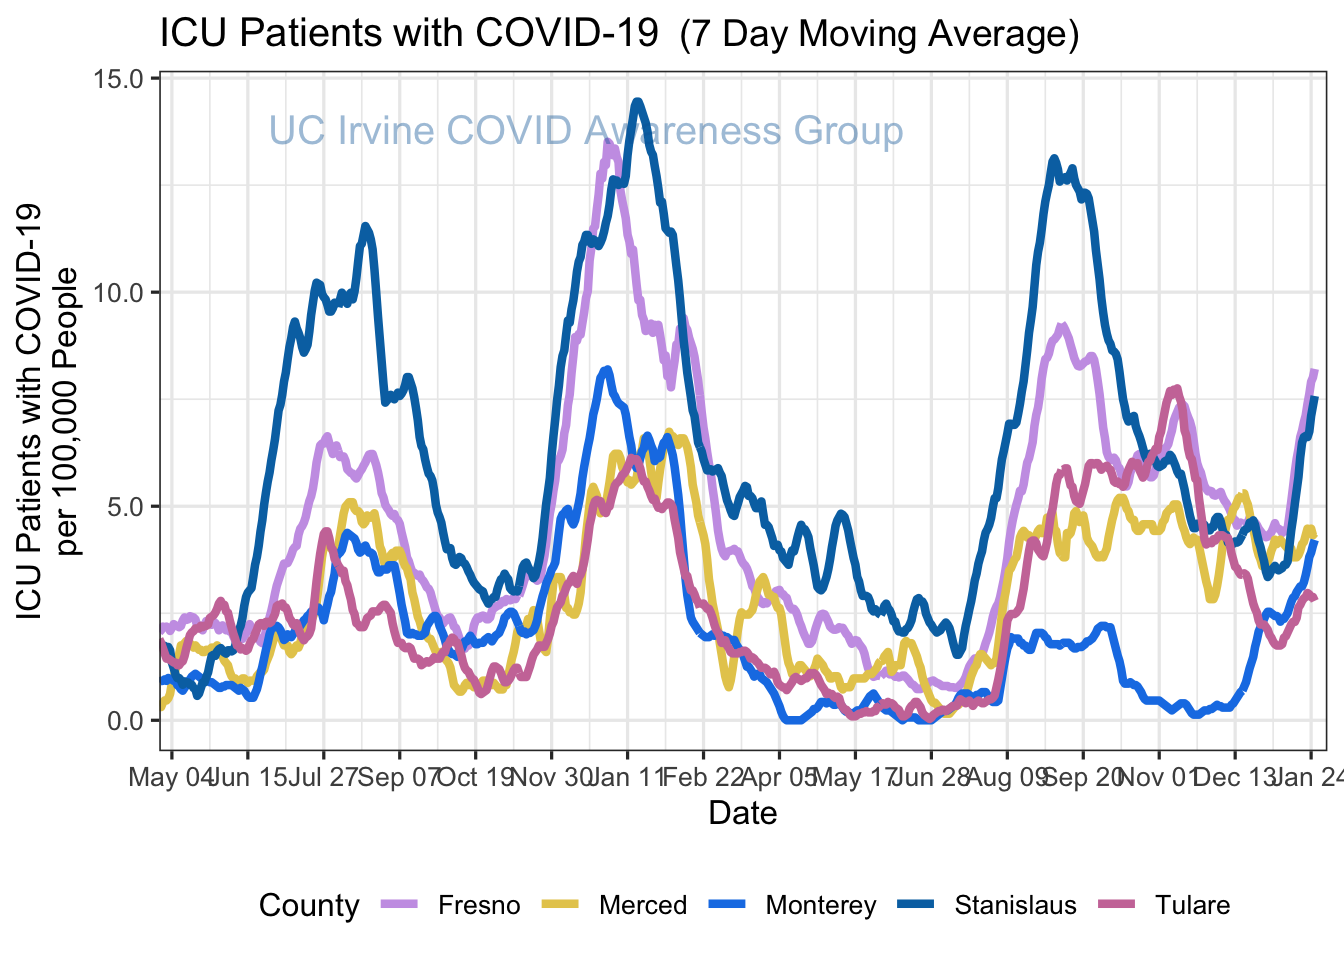 ICU Patients with COVID-19  (7 Day Moving Average)
UC Irvine COVID Awareness Group
ICU Patients with COVID-19
per 100,000 People
15.0
10.0
5.0
0.0
May 04 Jun 15 Jul 27 Sep 07 Oct 19 Nov 30 Jan 11 Feb 22 Apr 05 May 17 Jun 28 Aug 09 Sep 20 Nov 01 Dec 13 Jan 24
Date
County Fresno Merced Monterey Stanislaus Tulare